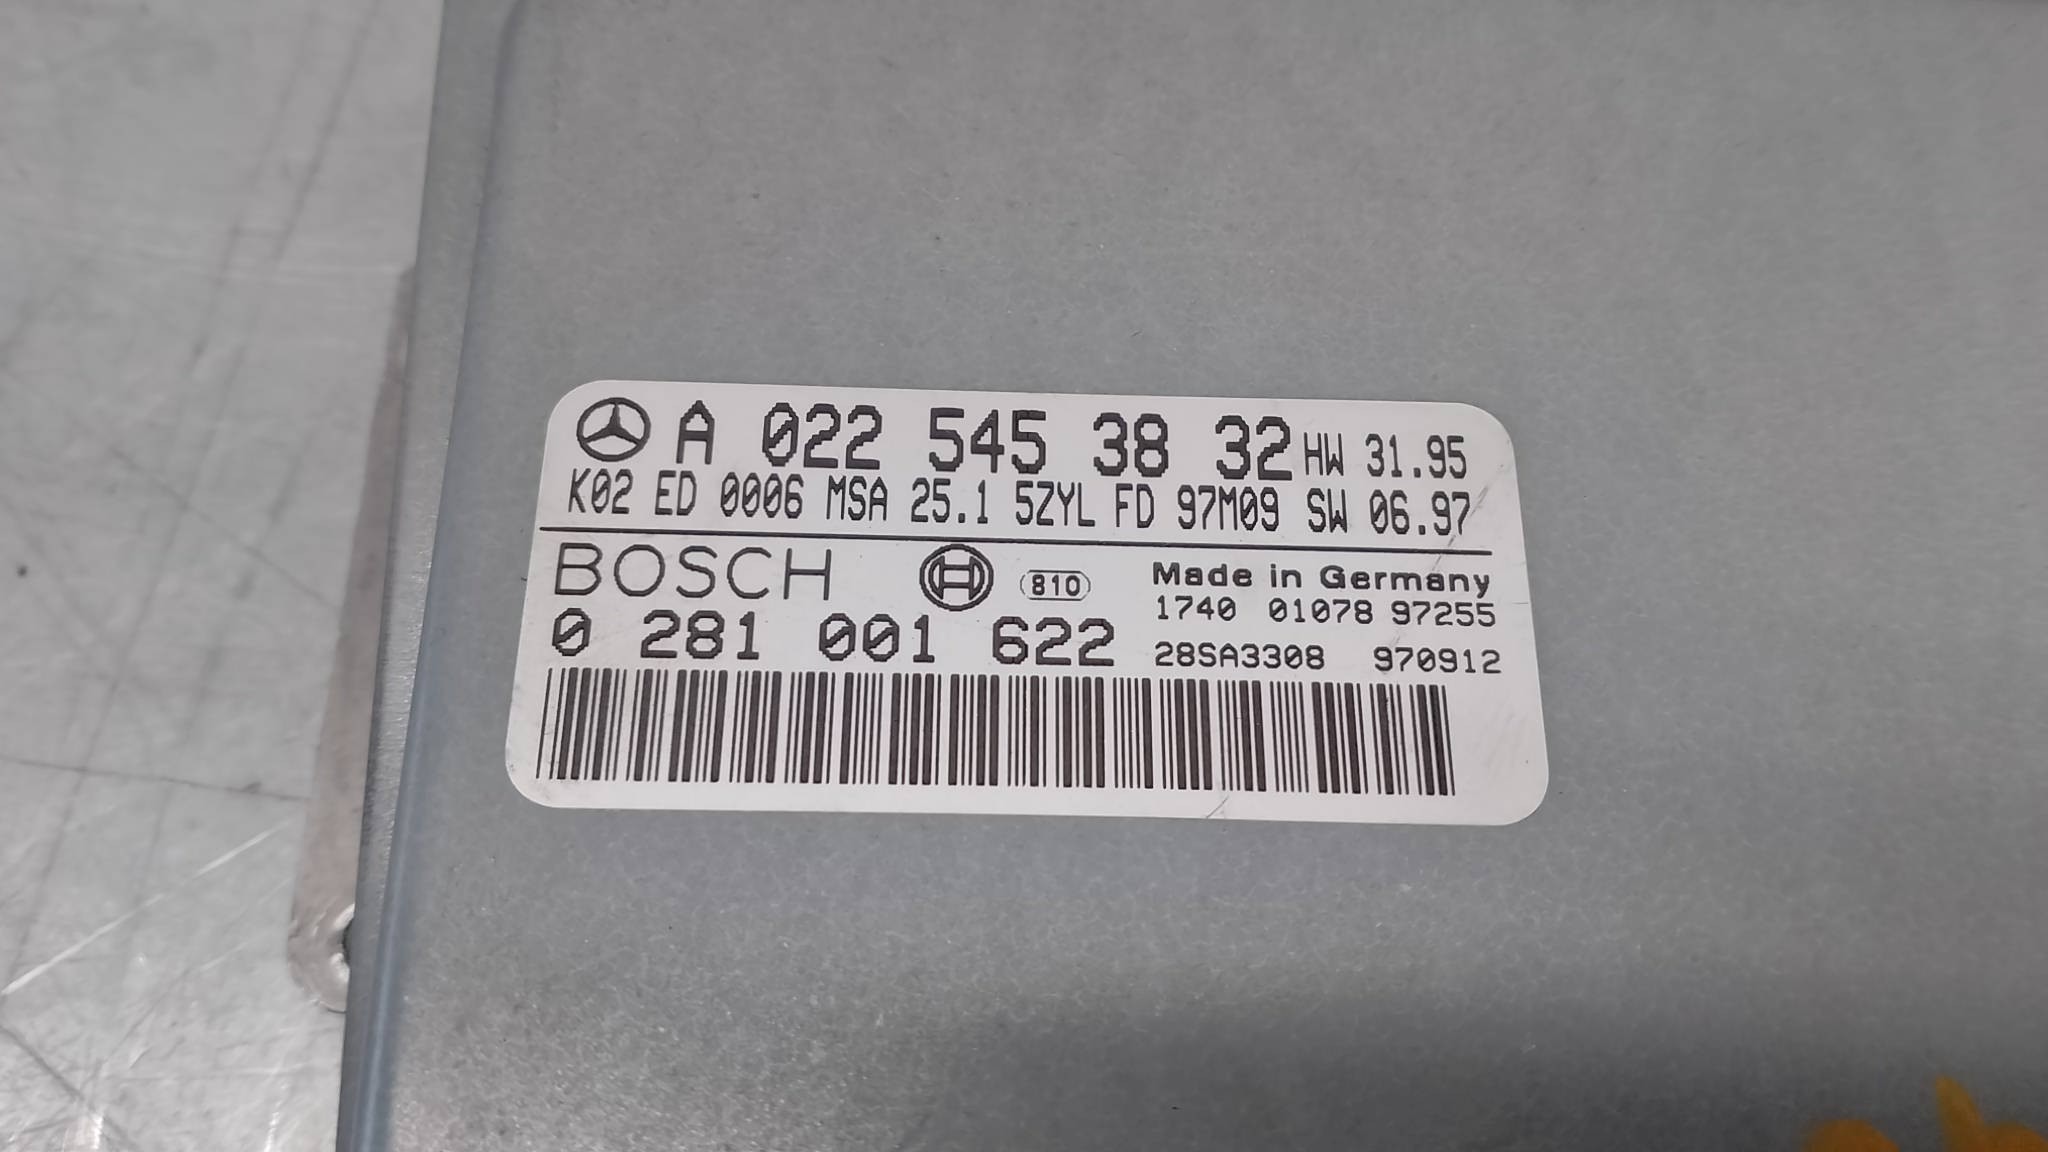 A 022 545 38 32 HW 31.95
K02 ED 0006 MSA 25.1 5ZYL FD 97M09 SW 06.97
BOSCH 810 Made in Germany
1740 01078 97255
0 281 001 622
28SA3308 970912